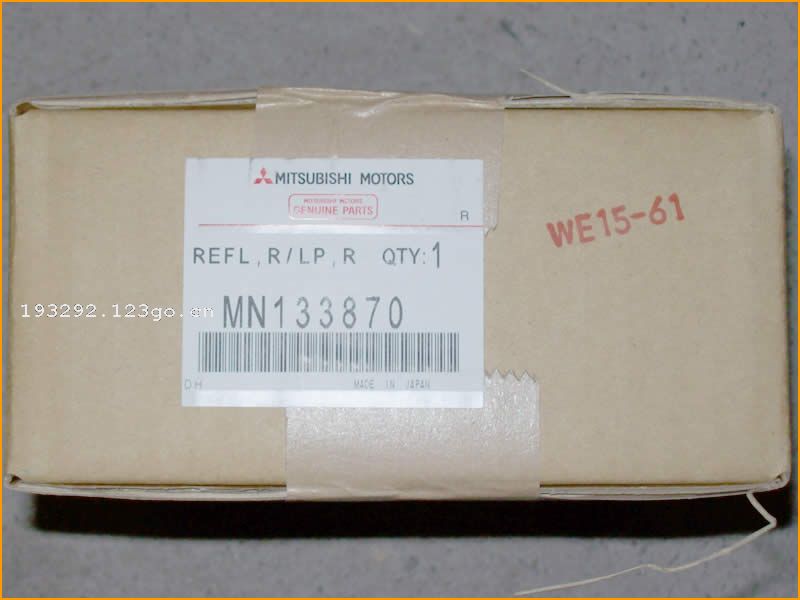 MITSUBISHI MOTORS
MITSUBISHI MOTORS
GENUINE PARTS
R
REFL, R/LP, R QTY: 1
MN133870
DH MADE IN JAPAN
WE15-61
193292.123go.cn